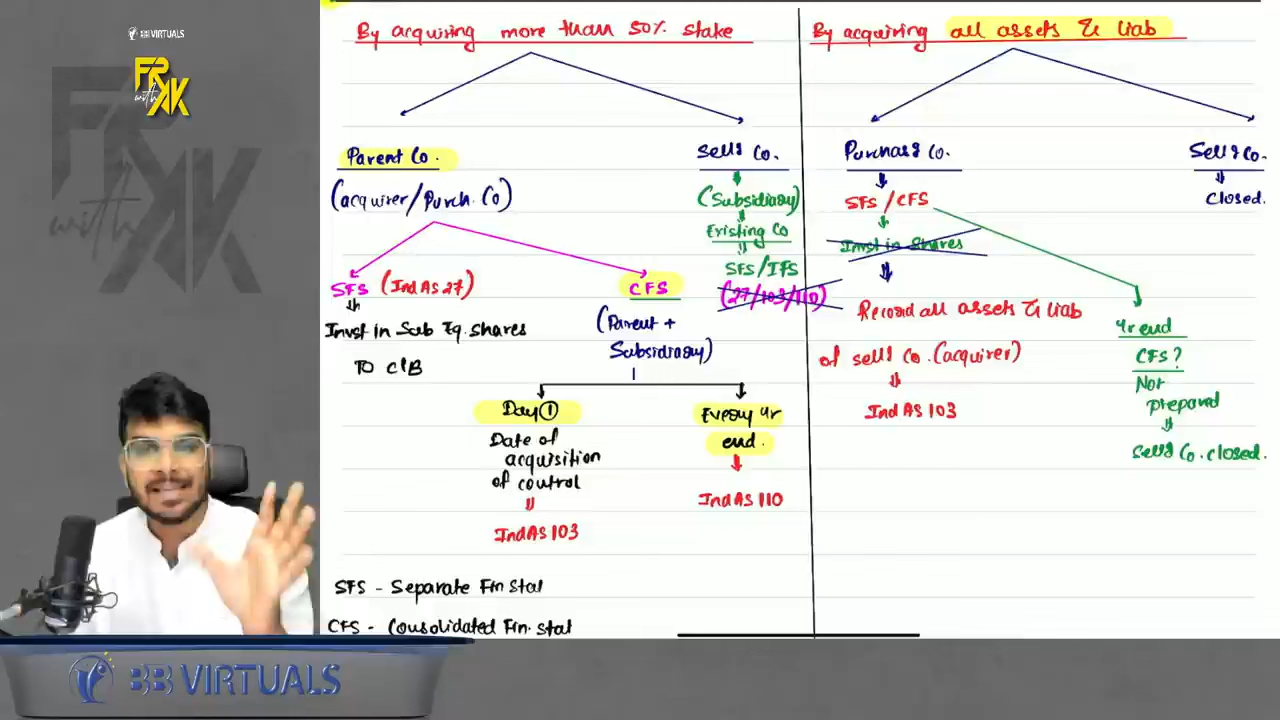 BB VIRTUALS
FR
with AK
By acquiring more than 50% stake
Parent Co.
(acquirer/Purch. Co)
SFS (Ind AS 27)
Invst in Sub Eq. shares
TO C/B
CFS
(Parent +
Subsidiary)
Day ①
Date of
acquisition
of control
Ind AS 103
Every yr
end.
Ind AS 110
Sells Co.
(Subsidiary)
Existing Co
SFS/IFS
(27/103/110)
SFS - Separate Fin Stat
CFS - Consolidated Fin. Stat
By acquiring all assets & liab
Purchasg Co.
SFS / CFS
Invst in Shares
Record all assets & liab
of sells Co. (acquirer)
Ind AS 103
Yr end
CFS?
Not
prepared
Sells Co. closed.
Sells Co.
Closed.
BB VIRTUALS